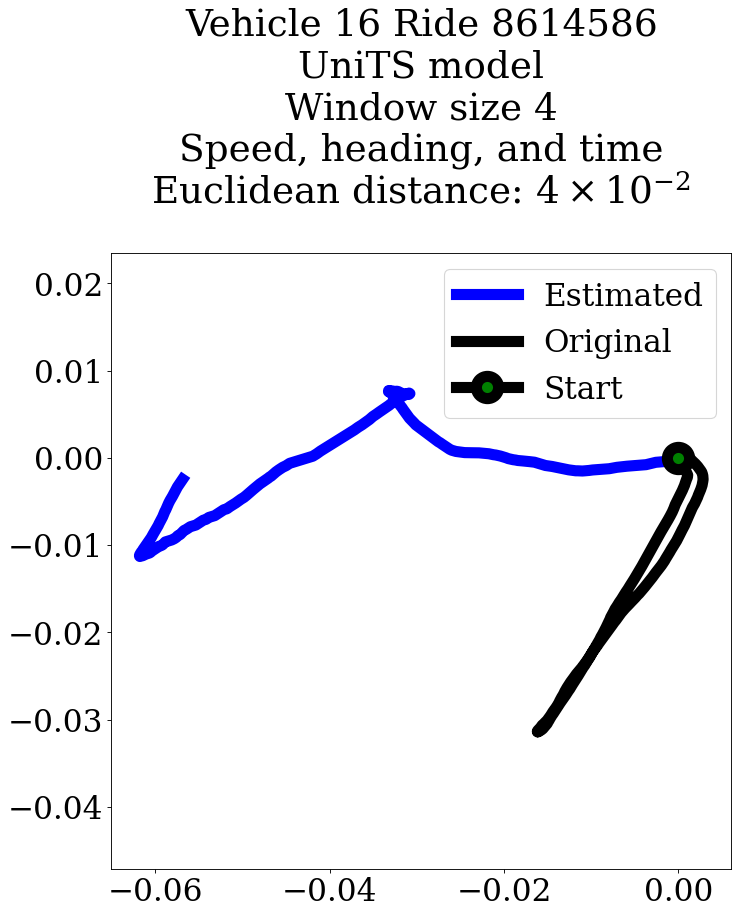 Vehicle 16 Ride 8614586
UniTS model
Window size 4
Speed, heading, and time
Euclidean distance: 4 × 10⁻²
Estimated
Original
Start
0.02
0.01
0.00
−0.01
−0.02
−0.03
−0.04
−0.06
−0.04
−0.02
0.00